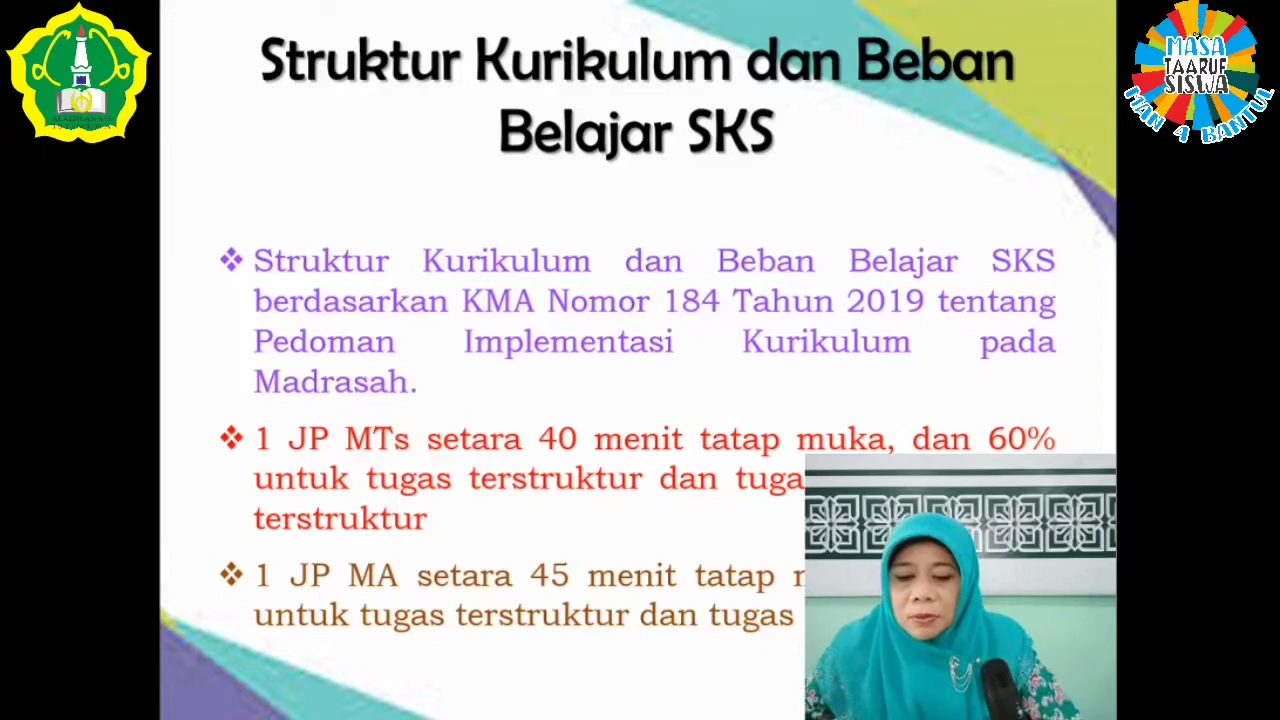 Struktur Kurikulum dan Beban
Belajar SKS
MASA
TAARUF
SISWA
MAN 4 BANTUL
MADRASAH
❖ Struktur Kurikulum dan Beban Belajar SKS
berdasarkan KMA Nomor 184 Tahun 2019 tentang
Pedoman Implementasi Kurikulum pada
Madrasah.
❖ 1 JP MTs setara 40 menit tatap muka, dan 60%
untuk tugas terstruktur dan
terstruktur
❖ 1 JP MA setara 45 menit tatap
untuk tugas terstruktur dan tugas